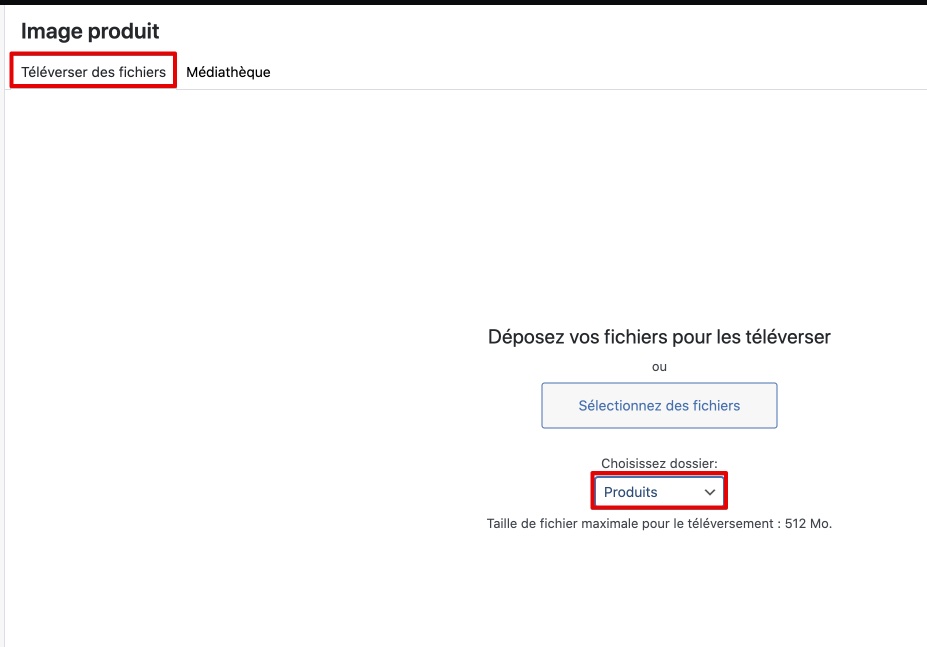 Image produit
Téléverser des fichiers Médiathèque
Déposez vos fichiers pour les téléverser
ou
Sélectionnez des fichiers
Choisissez dossier:
Produits
Taille de fichier maximale pour le téléversement : 512 Mo.